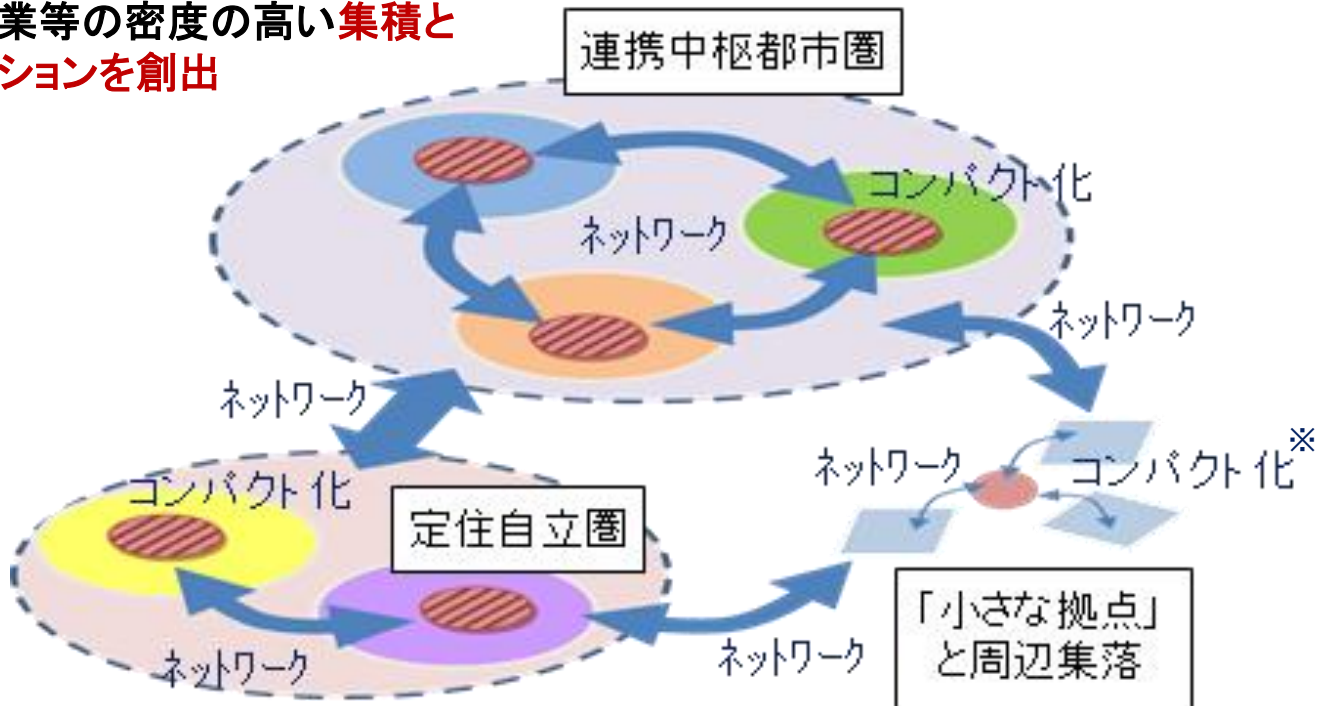 業等の密度の高い集積と
ションを創出
連携中枢都市圏
コンパクト化
ネットワーク
ネットワーク
ネットワーク
ネットワーク
コンパクト化※
コンパクト化
定住自立圏
「小さな拠点」
と周辺集落
ネットワーク
ネットワーク